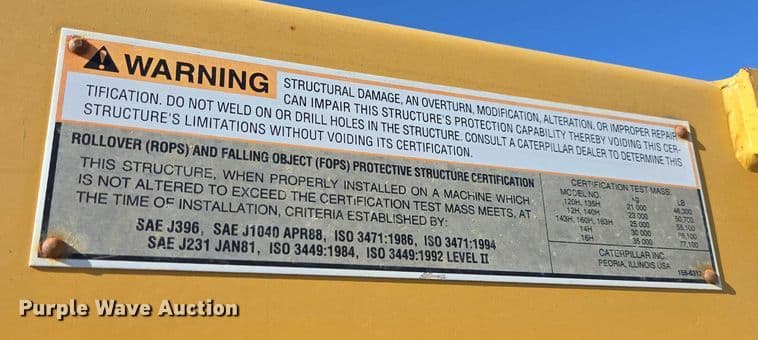 WARNING STRUCTURAL DAMAGE, AN OVERTURN, MODIFICATION, ALTERATION, OR IMPROPER REPAIR
CAN IMPAIR THIS STRUCTURE'S PROTECTION CAPABILITY THEREBY VOIDING THIS CER-
TIFICATION. DO NOT WELD ON OR DRILL HOLES IN THE STRUCTURE. CONSULT A CATERPILLAR DEALER TO DETERMINE THIS
STRUCTURE'S LIMITATIONS WITHOUT VOIDING ITS CERTIFICATION.
ROLLOVER (ROPS) AND FALLING OBJECT (FOPS) PROTECTIVE STRUCTURE CERTIFICATION
THIS STRUCTURE, WHEN PROPERLY INSTALLED ON A MACHINE WHICH
IS NOT ALTERED TO EXCEED THE CERTIFICATION TEST MASS MEETS, AT
THE TIME OF INSTALLATION, CRITERIA ESTABLISHED BY:
SAE J396, SAE J1040 APR88, ISO 3471:1986, ISO 3471:1994
SAE J231 JAN81, ISO 3449:1984, ISO 3449:1992 LEVEL II
CERTIFICATION TEST MASS
MODEL NO. kg LB
120H, 135H 21 000 46,300
12H, 140H 23 000 50,700
143H, 160H, 163H 25 000 55,100
14H 30 000 66,100
16H 35 000 77,100
CATERPILLAR INC.
PEORIA, ILLINOIS USA
Purple Wave Auction